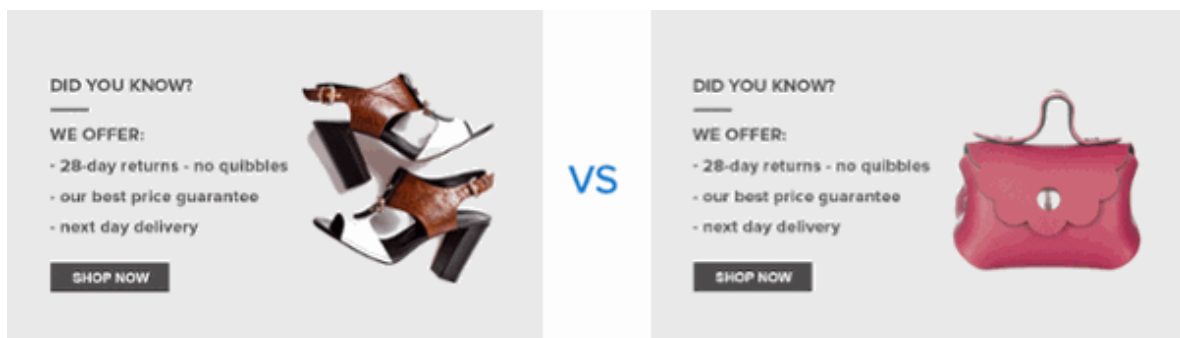 DID YOU KNOW?
WE OFFER:
- 28-day returns - no quibbles
- our best price guarantee
- next day delivery
SHOP NOW
VS
DID YOU KNOW?
WE OFFER:
- 28-day returns - no quibbles
- our best price guarantee
- next day delivery
SHOP NOW